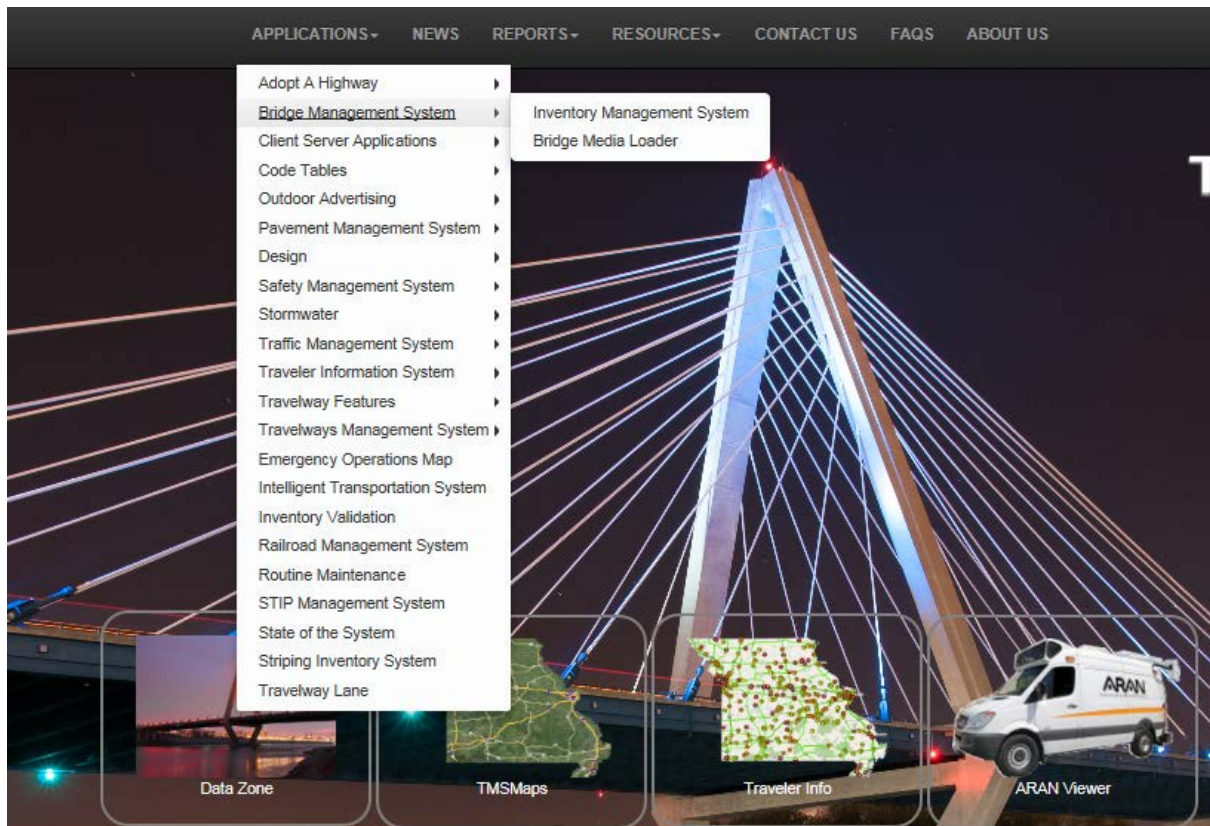 APPLICATIONS NEWS REPORTS RESOURCES CONTACT US FAQS ABOUT US
Adopt A Highway
Bridge Management System
Inventory Management System
Client Server Applications
Bridge Media Loader
Code Tables
Outdoor Advertising
Pavement Management System
Design
Safety Management System
Stormwater
Traffic Management System
Traveler Information System
Travelway Features
Travelways Management System
Emergency Operations Map
Intelligent Transportation System
Inventory Validation
Railroad Management System
Routine Maintenance
STIP Management System
State of the System
Striping Inventory System
Travelway Lane
ARAN
Data Zone
TMSMaps
Traveler Info
ARAN Viewer